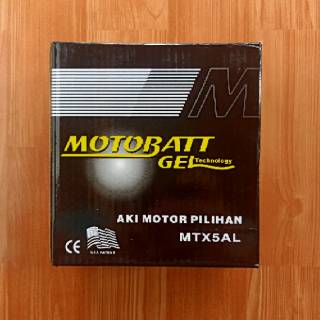 M
MOTOBATT
GEL Technology
AKI MOTOR PILIHAN
MTX5AL
CE